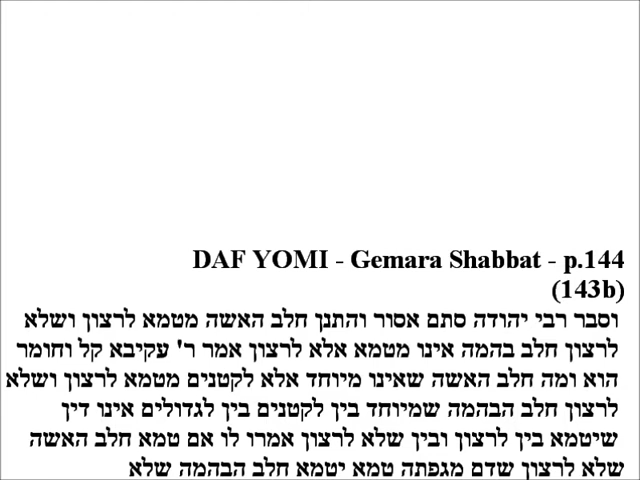 DAF YOMI - Gemara Shabbat - p.144
(143b)
וסבר רבי יהודה סתם אסור והתנן חלב האשה מטמא לרצון ושלא
לרצון חלב בהמה אינו מטמא אלא לרצון אמר ר' עקיבא קל וחומר
הוא ומה חלב האשה שאינו מיוחד אלא לקטנים מטמא לרצון ושלא
לרצון חלב הבהמה שמיוחד בין לקטנים בין לגדולים אינו דין
שיטמא בין לרצון ובין שלא לרצון אמרו לו אם טמא חלב האשה
שלא לרצון שדם מגפתה טמא יטמא חלב הבהמה שלא